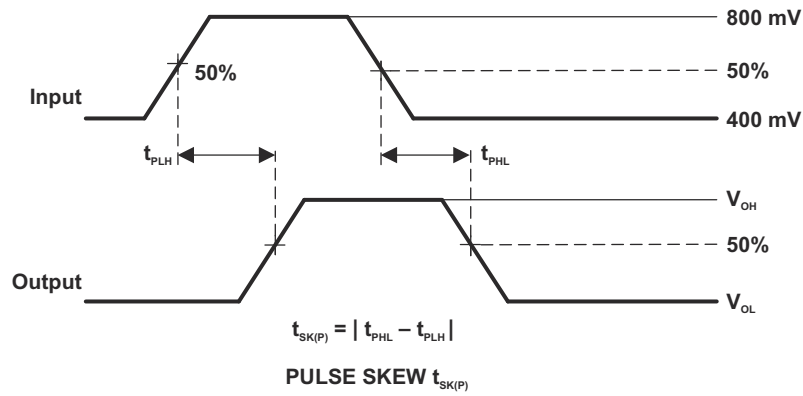 800 mV
50%
50%
Input
400 mV
tPLH
tPHL
VOH
50%
Output
VOL
tSK(P) = | tPHL – tPLH |
PULSE SKEW tSK(P)